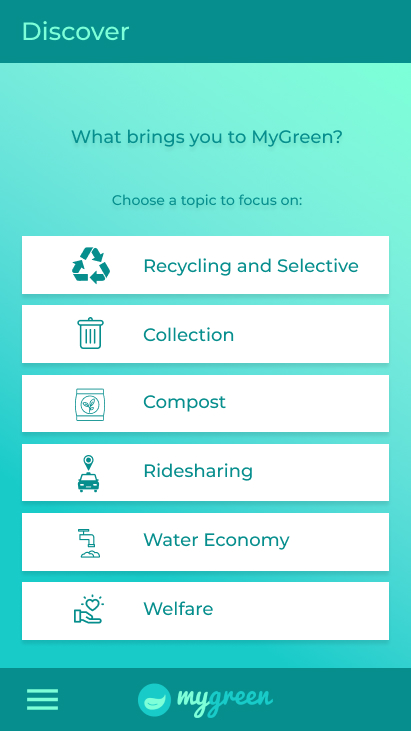 Discover
What brings you to MyGreen?
Choose a topic to focus on:
Recycling and Selective
Collection
Compost
Ridesharing
Water Economy
Welfare
mygreen